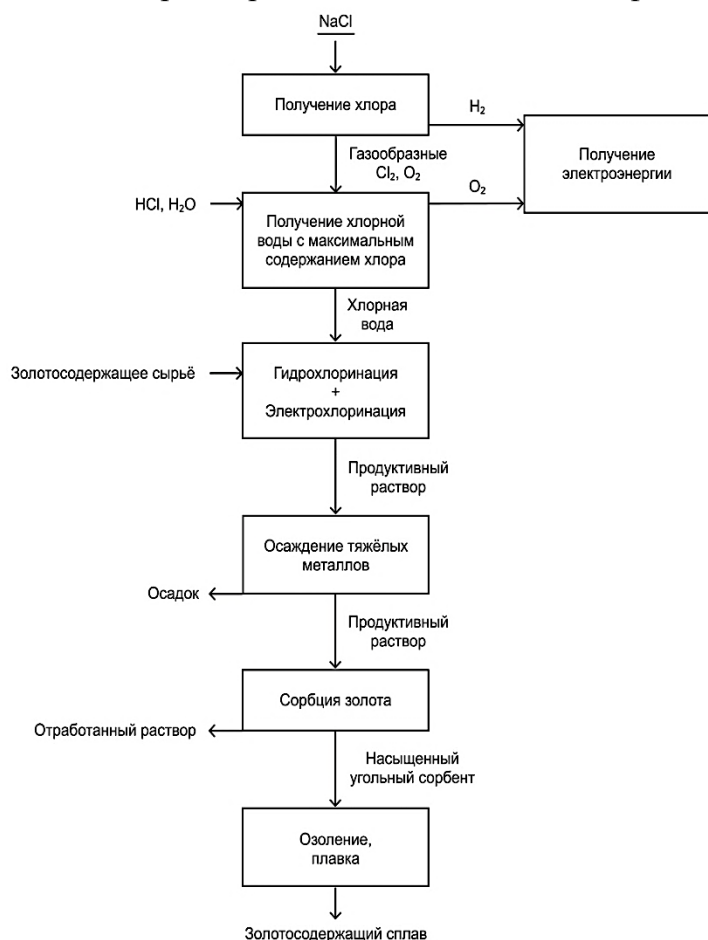 NaCl
Получение хлора
H₂
Газообразные
Cl₂, O₂
Получение
электроэнергии
HCl, H₂O
Получение хлорной
воды с максимальным
содержанием хлора
O₂
Хлорная
вода
Золотосодержащее сырьё
Гидрохлоринация
+
Электрохлоринация
Продуктивный
раствор
Осаждение тяжёлых
металлов
Осадок
Продуктивный
раствор
Сорбция золота
Отработанный раствор
Насыщенный
угольный сорбент
Озоление,
плавка
Золотосодержащий сплав